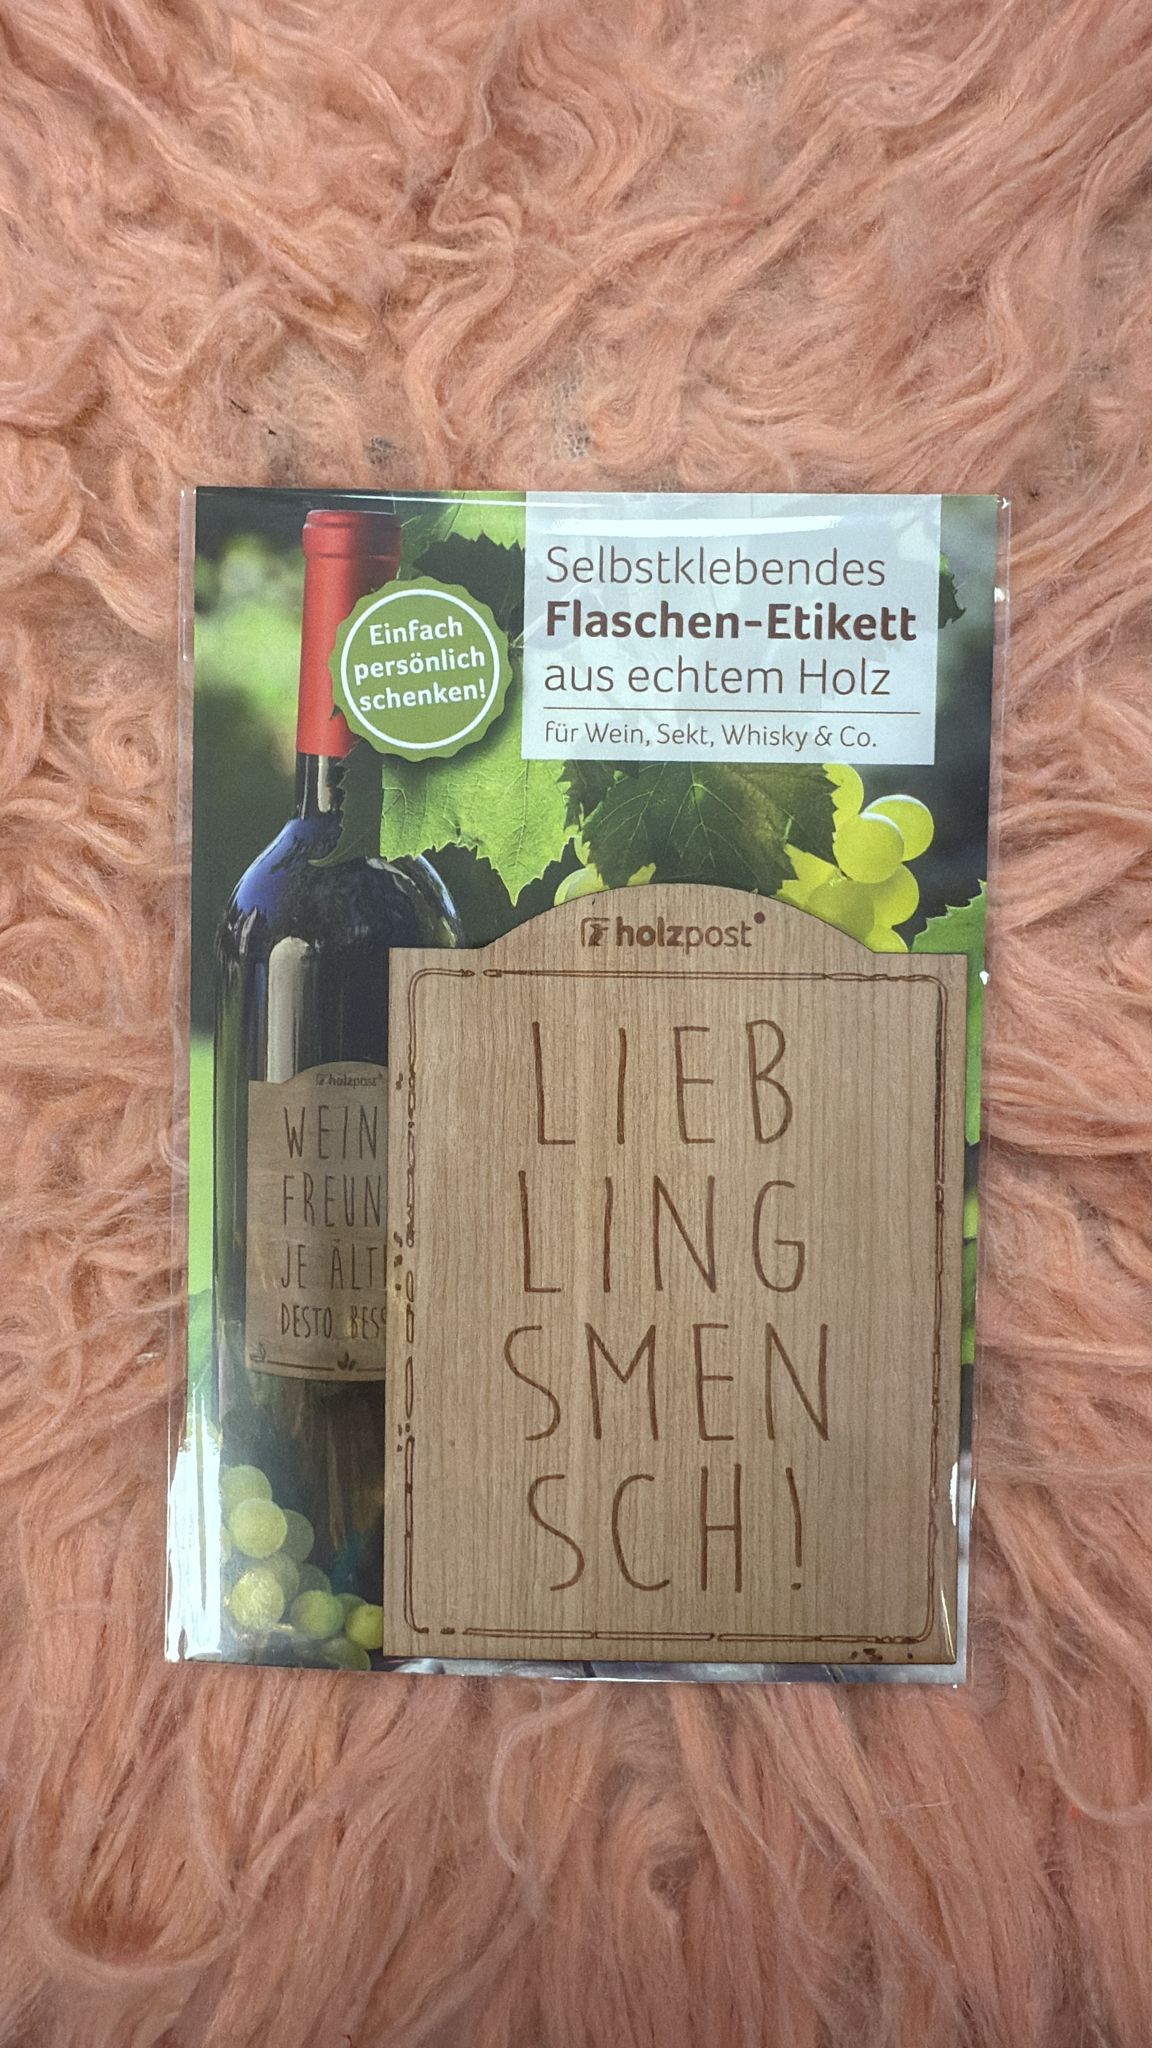 Selbstklebendes
Flaschen-Etikett
aus echtem Holz
für Wein, Sekt, Whisky & Co.
Einfach
persönlich
schenken!
holzpost
LIEB
LING
SMEN
SCH!
holzpost
WEIN
FREUN
JE ÄLT
DESTO BESS